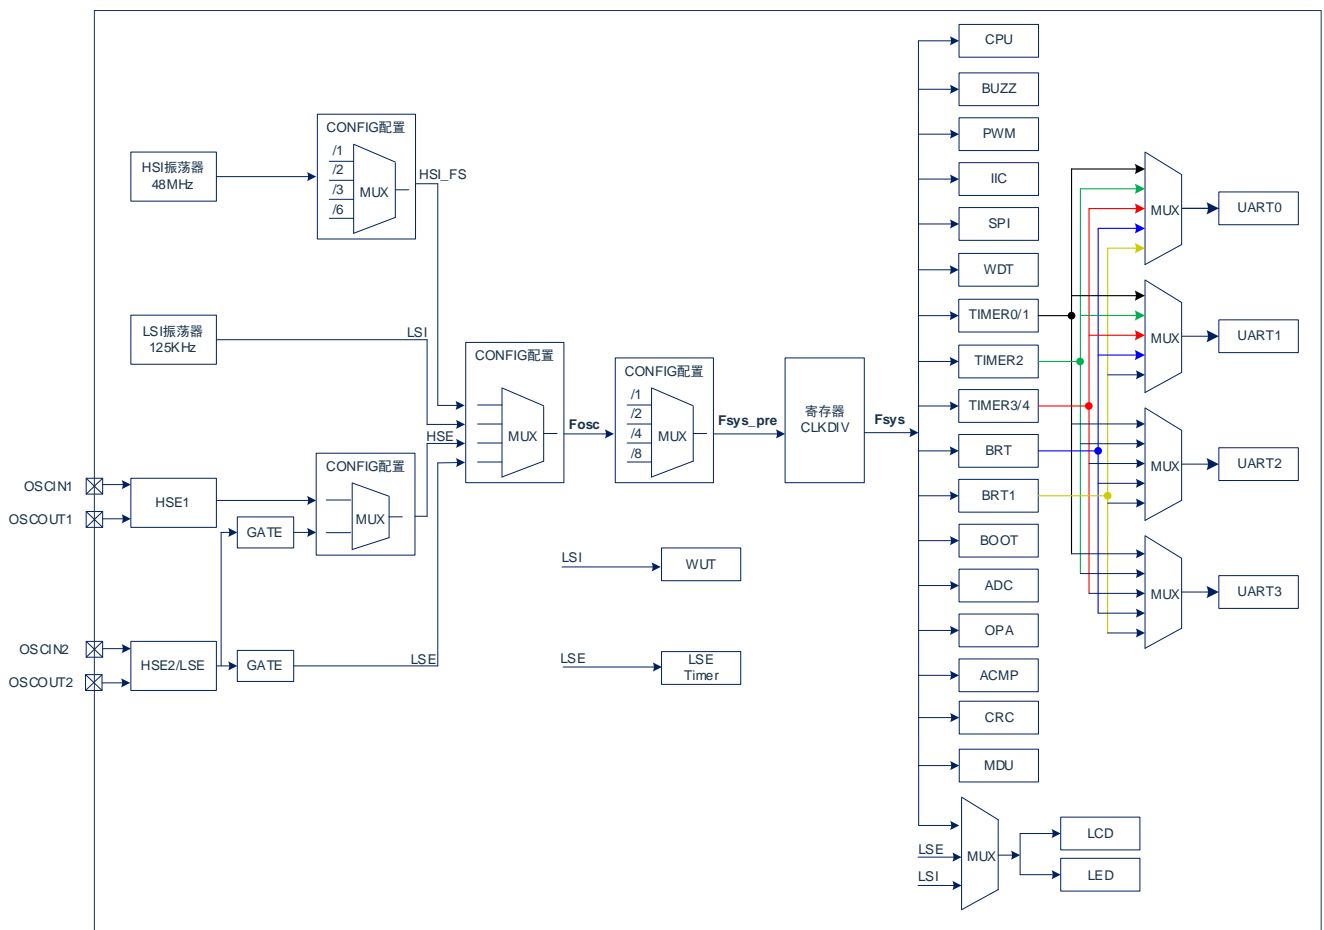 CONFIG配置
/1
/2
/3
/6
MUX
HSI_FS
HSI振荡器
48MHz
LSI振荡器
125KHz
LSI
CONFIG配置
MUX
HSE
Fosc
CONFIG配置
/1
/2
/4
/8
MUX
Fsys_pre
寄存器
CLKDIV
Fsys
OSCIN1
OSCOUT1
HSE1
GATE
CONFIG配置
MUX
OSCIN2
OSCOUT2
HSE2/LSE
GATE
LSE
LSI
WUT
LSE
LSE
Timer
CPU
BUZZ
PWM
IIC
SPI
WDT
TIMER0/1
TIMER2
TIMER3/4
BRT
BRT1
BOOT
ADC
OPA
ACMP
CRC
MDU
MUX
UART0
MUX
UART1
MUX
UART2
MUX
UART3
LSE
LSI
MUX
LCD
LED